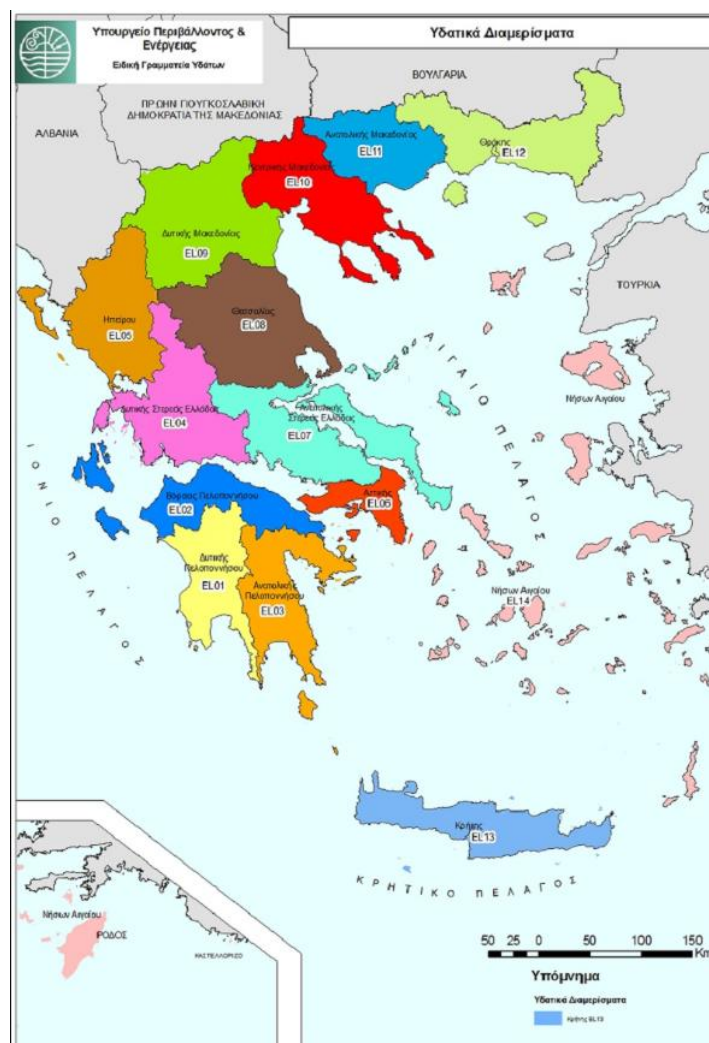 Υπουργείο Περιβάλλοντος &
Ενέργειας
Ειδική Γραμματεία Υδάτων
Υδατικά Διαμερίσματα
ΒΟΥΛΓΑΡΙΑ
ΠΡΩΗΝ ΓΙΟΥΓΚΟΣΛΑΒΙΚΗ
ΔΗΜΟΚΡΑΤΙΑ ΤΗΣ ΜΑΚΕΔΟΝΙΑΣ
ΑΛΒΑΝΙΑ
Ανατολικής Μακεδονίας
EL11
Θράκης
EL12
Κεντρικής Μακεδονίας
EL10
Δυτικής Μακεδονίας
EL09
ΤΟΥΡΚΙΑ
Ηπείρου
EL05
Θεσσαλίας
EL08
ΑΙΓΑΙΟ ΠΕΛΑΓΟΣ
Νήσων Αιγαίου
Δυτικής Στερεάς Ελλάδας
EL04
Ανατολικής
Στερεάς Ελλάδας
EL07
ΙΟΝΙΟ ΠΕΛΑΓΟΣ
Βόρειας Πελοποννήσου
EL02
Αττικής
EL06
Δυτικής
Πελοποννήσου
EL01
Ανατολικής
Πελοποννήσου
EL03
Νήσων Αιγαίου
EL14
Κρήτης
EL13
ΚΡΗΤΙΚΟ ΠΕΛΑΓΟΣ
Νήσων Αιγαίου
ΡΟΔΟΣ
ΚΑΣΤΕΛΛΟΡΙΖΟ
50 25 0 50 100 150
Km
Υπόμνημα
Υδατικά Διαμερίσματα
Κρήτης EL13